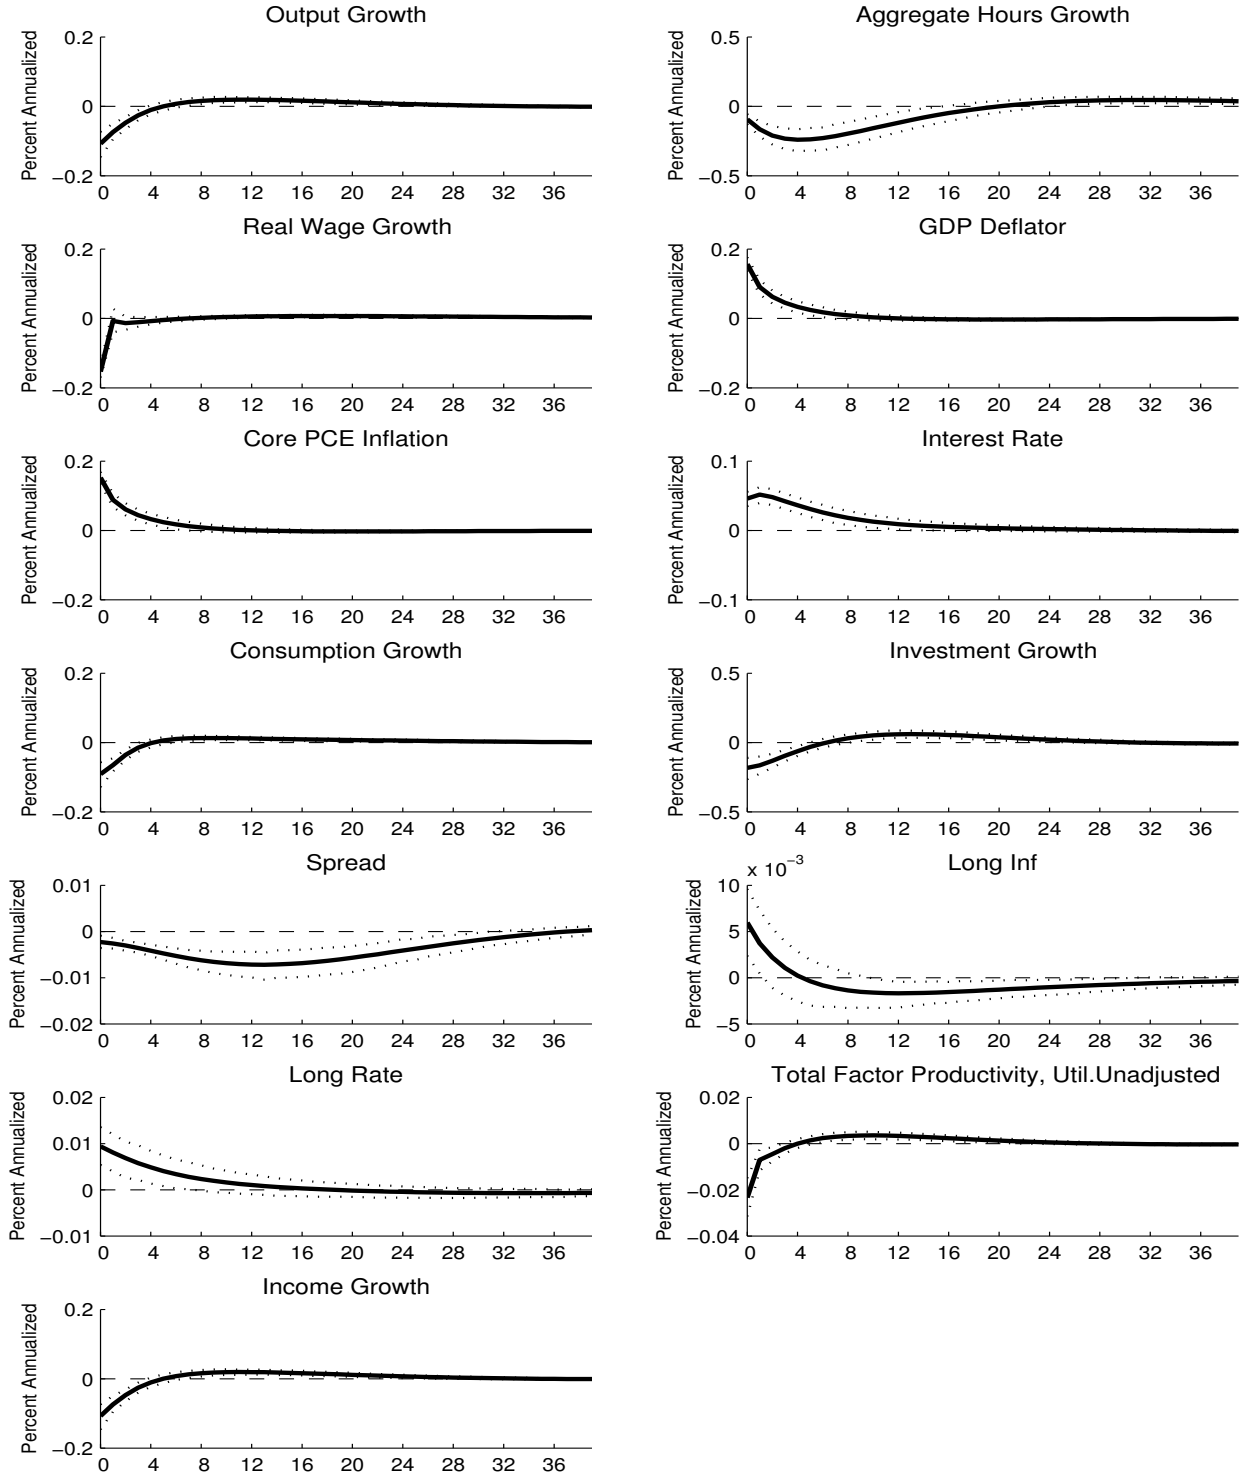 Output Growth
Percent Annualized
0.2
0
−0.2
0 4 8 12 16 20 24 28 32 36
Aggregate Hours Growth
Percent Annualized
0.5
0
−0.5
0 4 8 12 16 20 24 28 32 36
Real Wage Growth
Percent Annualized
0.2
0
−0.2
0 4 8 12 16 20 24 28 32 36
GDP Deflator
Percent Annualized
0.2
0
−0.2
0 4 8 12 16 20 24 28 32 36
Core PCE Inflation
Percent Annualized
0.2
0
−0.2
0 4 8 12 16 20 24 28 32 36
Interest Rate
Percent Annualized
0.1
0
−0.1
0 4 8 12 16 20 24 28 32 36
Consumption Growth
Percent Annualized
0.2
0
−0.2
0 4 8 12 16 20 24 28 32 36
Investment Growth
Percent Annualized
0.5
0
−0.5
0 4 8 12 16 20 24 28 32 36
Spread
Percent Annualized
0.01
0
−0.01
−0.02
0 4 8 12 16 20 24 28 32 36
x 10−3 Long Inf
Percent Annualized
10
5
0
−5
0 4 8 12 16 20 24 28 32 36
Long Rate
Percent Annualized
0.02
0.01
0
−0.01
0 4 8 12 16 20 24 28 32 36
Total Factor Productivity, Util.Unadjusted
Percent Annualized
0.02
0
−0.02
−0.04
0 4 8 12 16 20 24 28 32 36
Income Growth
Percent Annualized
0.2
0
−0.2
0 4 8 12 16 20 24 28 32 36